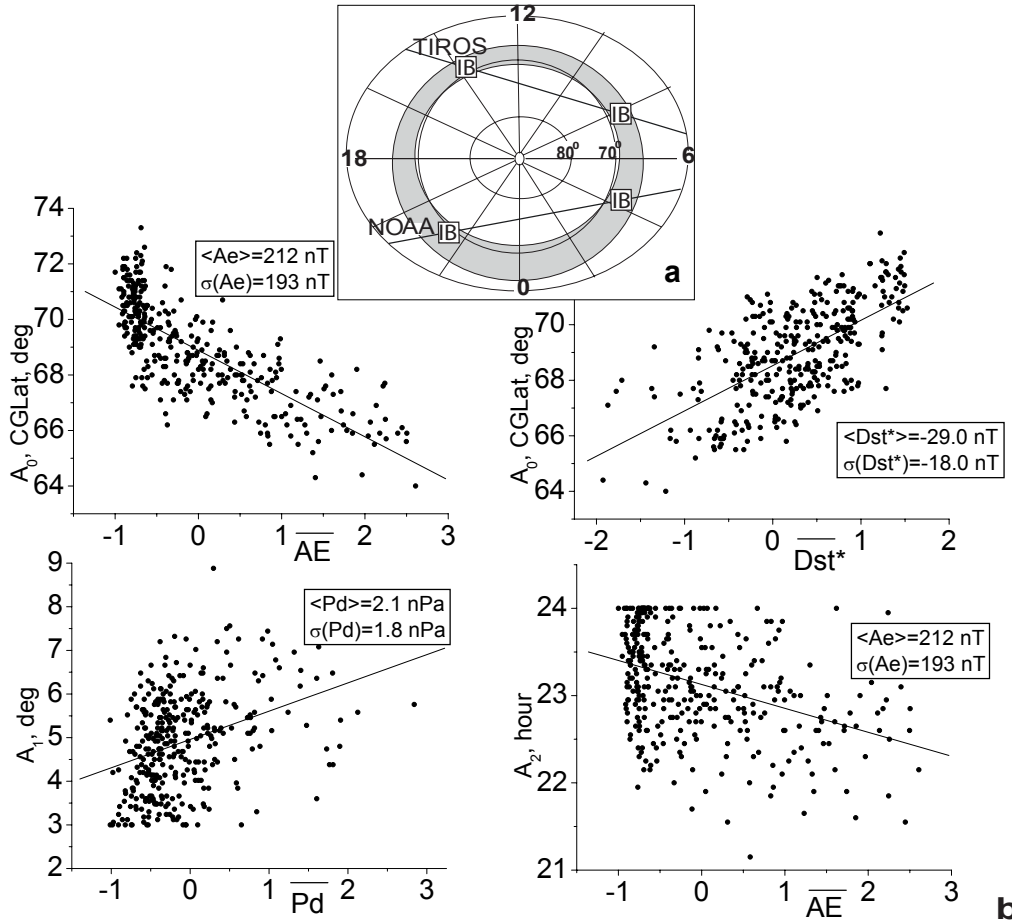 12
TIROS
IB
IB
18
80°
70°
6
NOAA
IB
IB
0
a
74
72
70
68
66
64
A₀, CGLat, deg
<Ae>=212 nT
σ(Ae)=193 nT
-1
0
1
2
3
AE
70
68
66
64
A₀, CGLat, deg
<Dst*>=-29.0 nT
σ(Dst*)=-18.0 nT
-2
-1
0
1
2
Dst*
9
8
7
6
5
4
3
2
A₁, deg
<Pd>=2.1 nPa
σ(Pd)=1.8 nPa
-1
0
1
2
3
Pd
24
23
22
21
A₂, hour
<Ae>=212 nT
σ(Ae)=193 nT
-1
0
1
2
3
AE
b